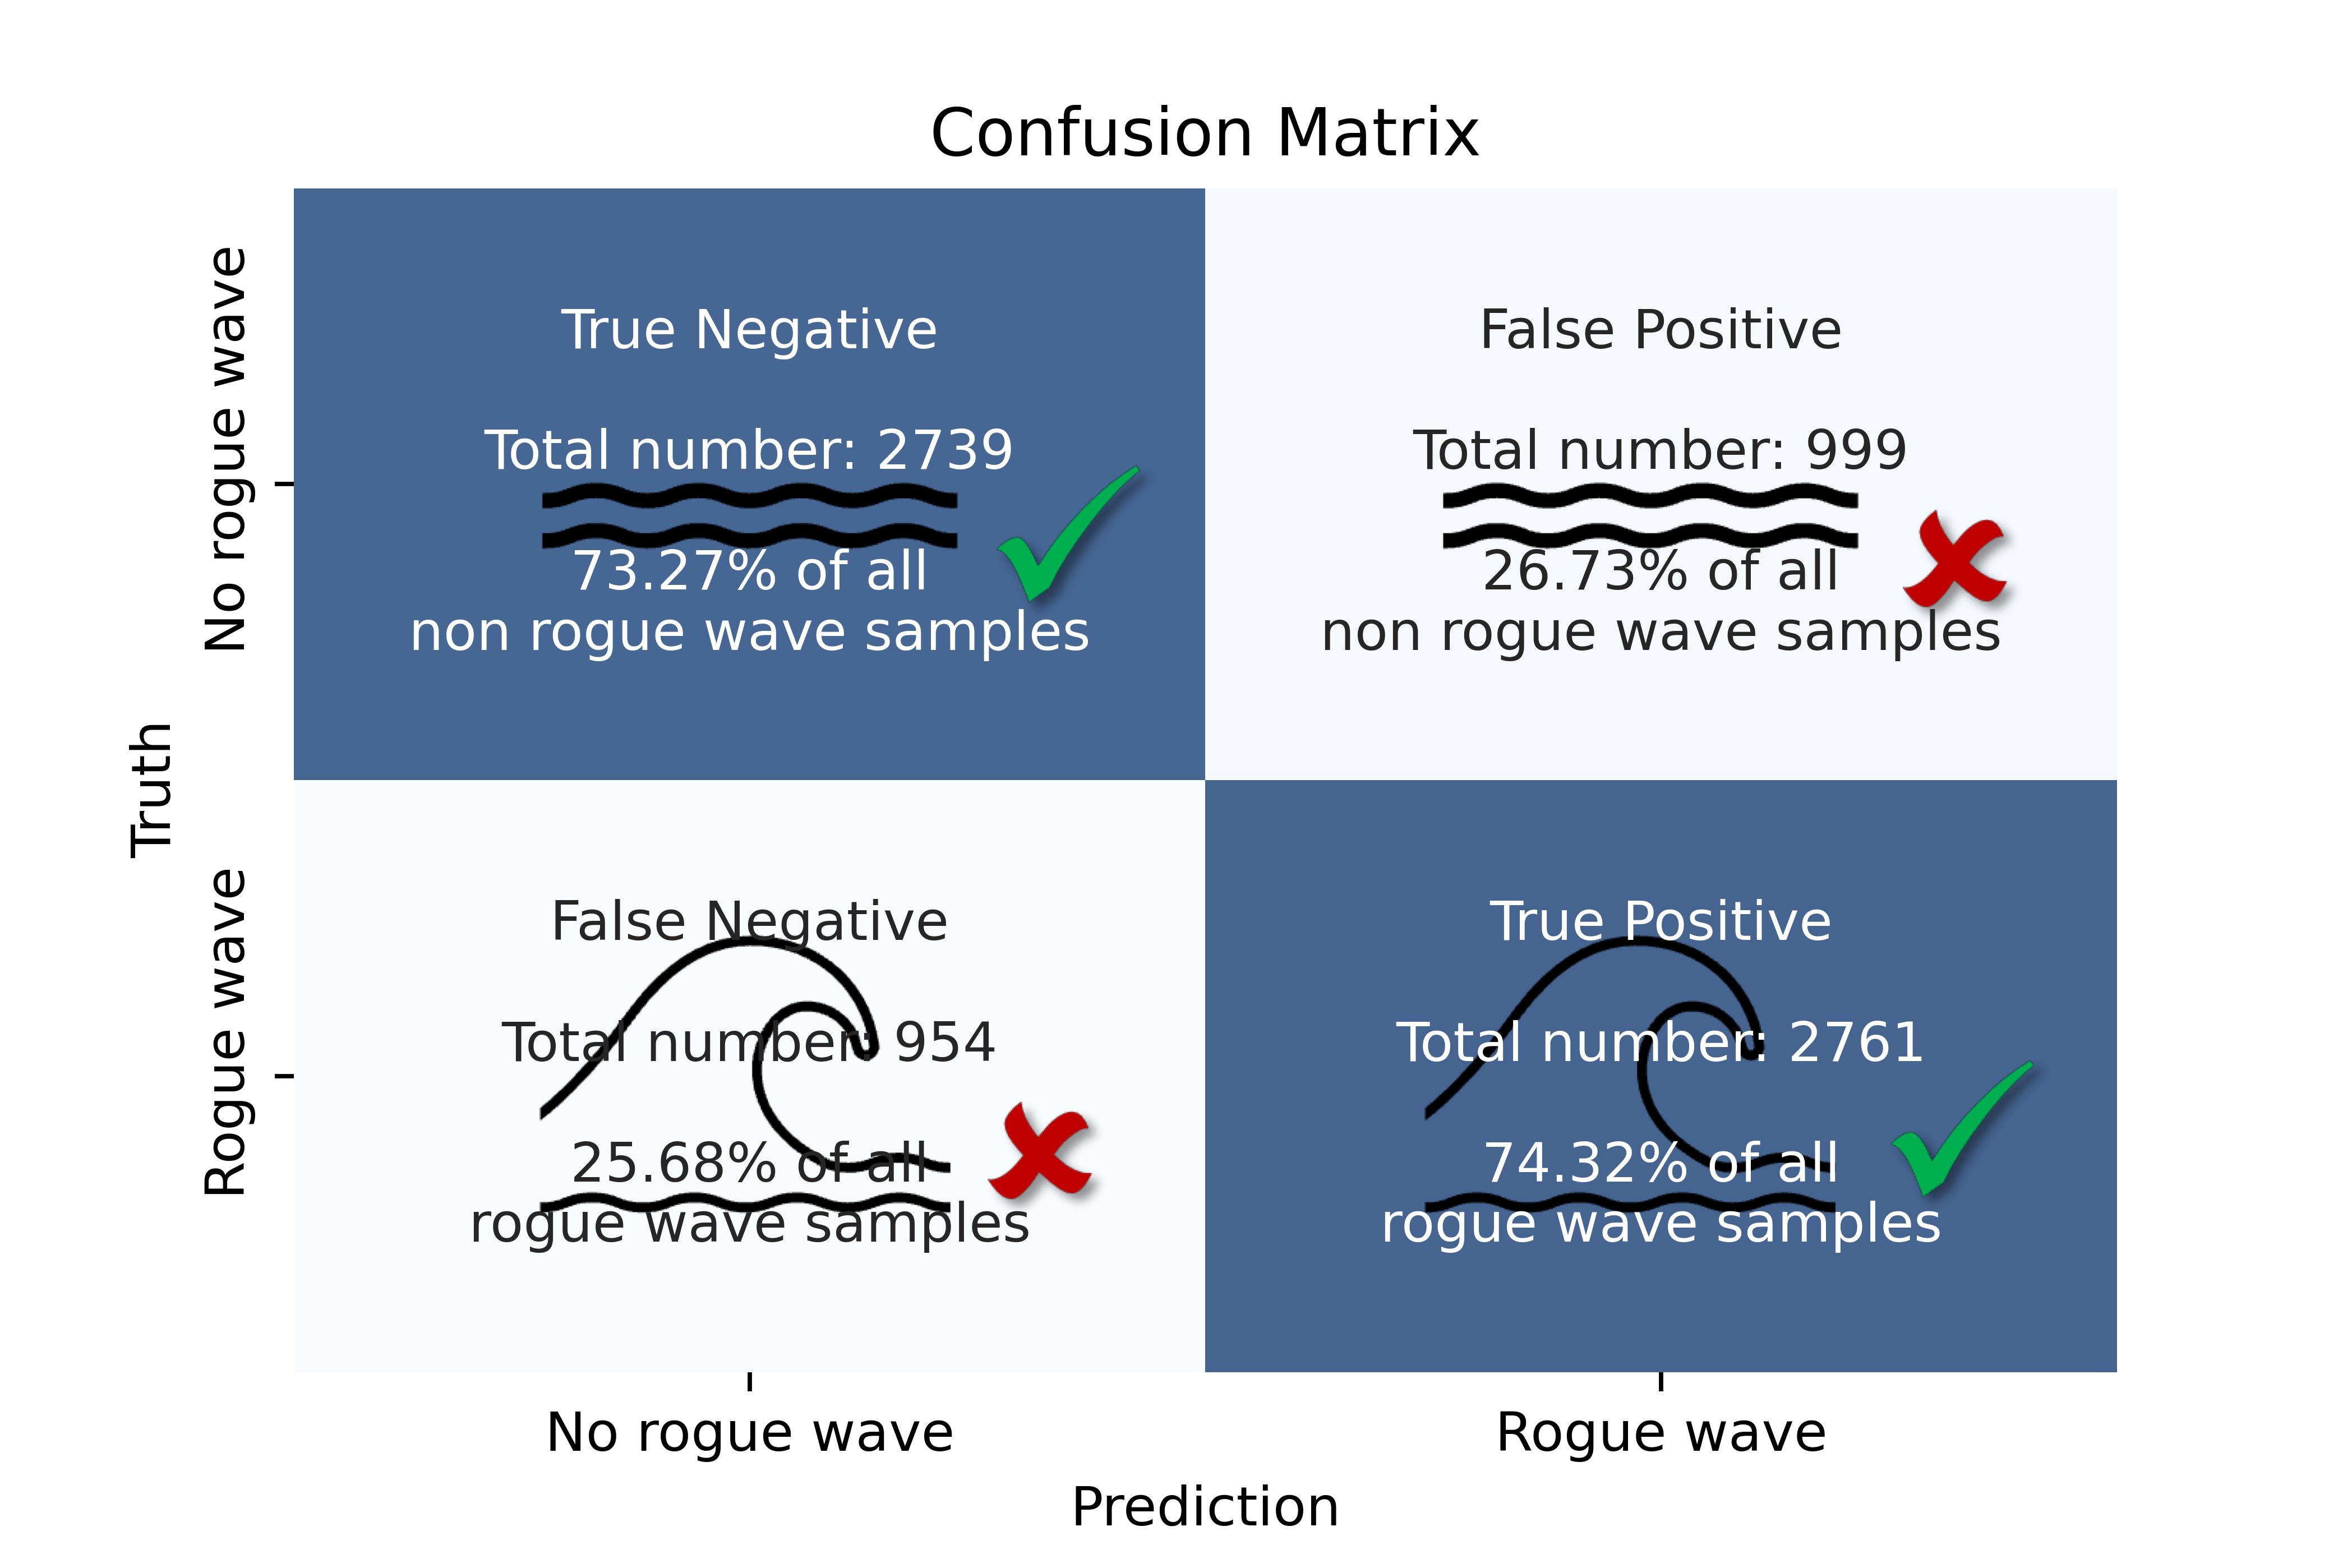 Confusion Matrix
Truth
No rogue wave
True Negative
Total number: 2739
73.27% of all
non rogue wave samples
False Positive
Total number: 999
26.73% of all
non rogue wave samples
Rogue wave
False Negative
Total number: 954
25.68% of all
rogue wave samples
True Positive
Total number: 2761
74.32% of all
rogue wave samples
No rogue wave
Rogue wave
Prediction